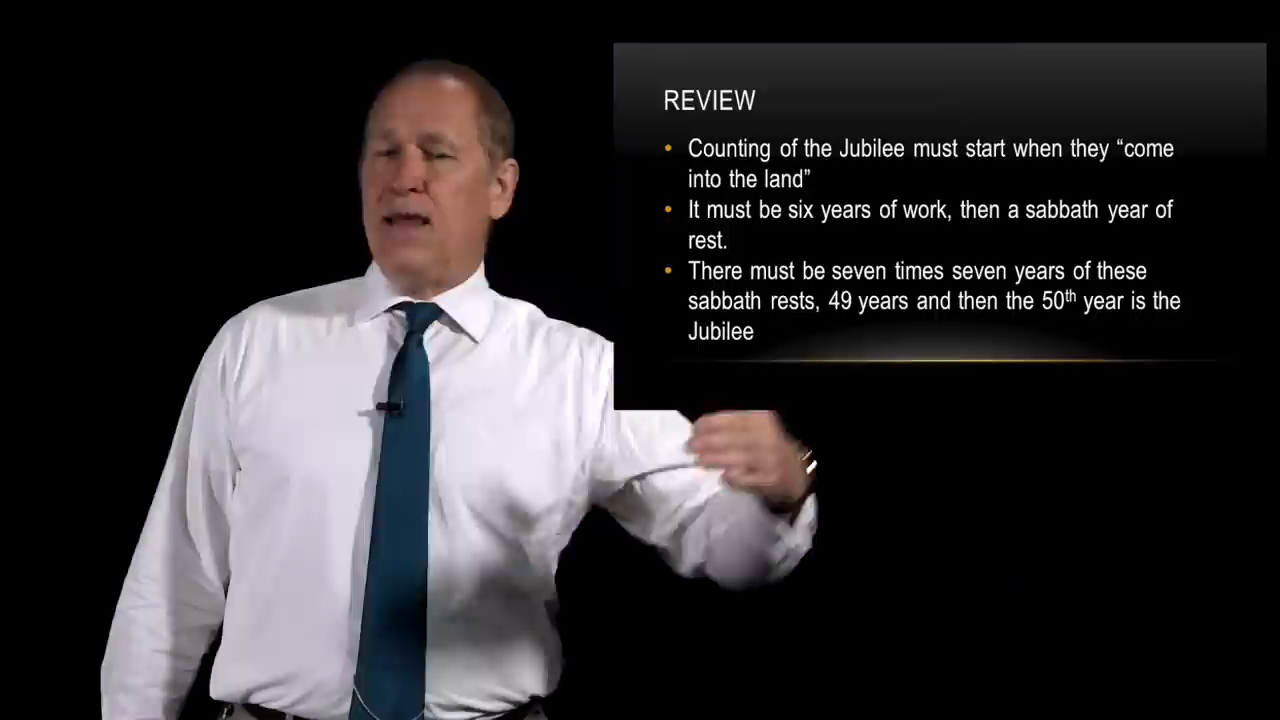 REVIEW
• Counting of the Jubilee must start when they “come
into the land”
• It must be six years of work, then a sabbath year of
rest.
• There must be seven times seven years of these
sabbath rests, 49 years and then the 50th year is the
Jubilee